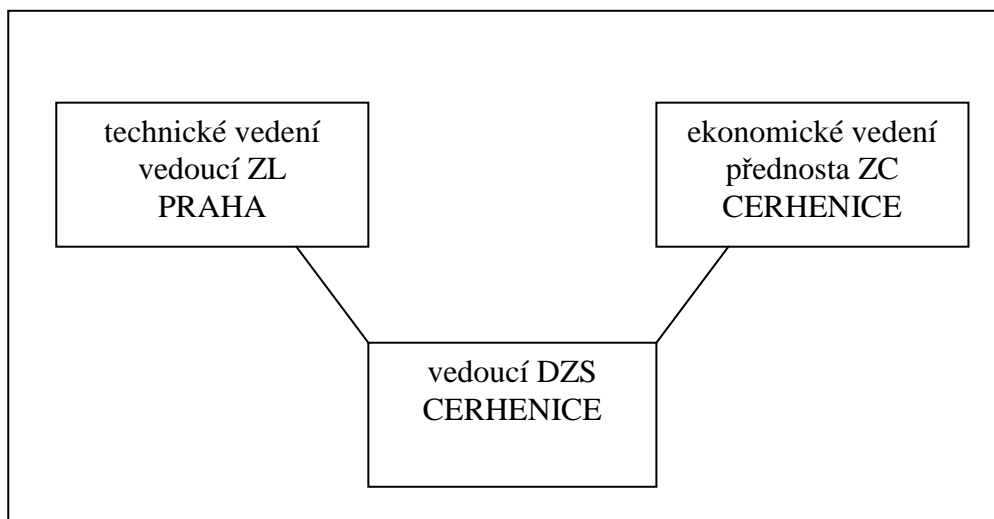 technické vedení
vedoucí ZL
PRAHA
ekonomické vedení
přednosta ZC
CERHENICE
vedoucí DZS
CERHENICE